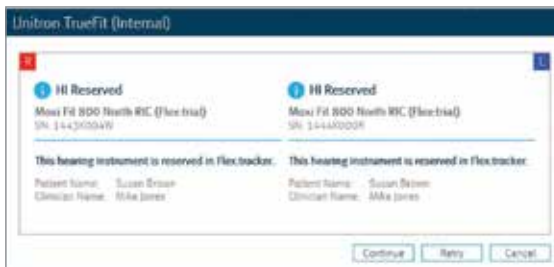 Unitron TrueFit (Internal)
R
L
HI Reserved
Moxi Fit 800 North RIC (Flex:trial)
This hearing instrument is reserved in Flex:tracker.
Patient Name: Susan Brown
Clinician Name: Mike Jones
HI Reserved
Moxi Fit 800 North RIC (Flex:trial)
This hearing instrument is reserved in Flex:tracker.
Patient Name: Susan Brown
Clinician Name: Mike Jones
Continue
Retry
Cancel